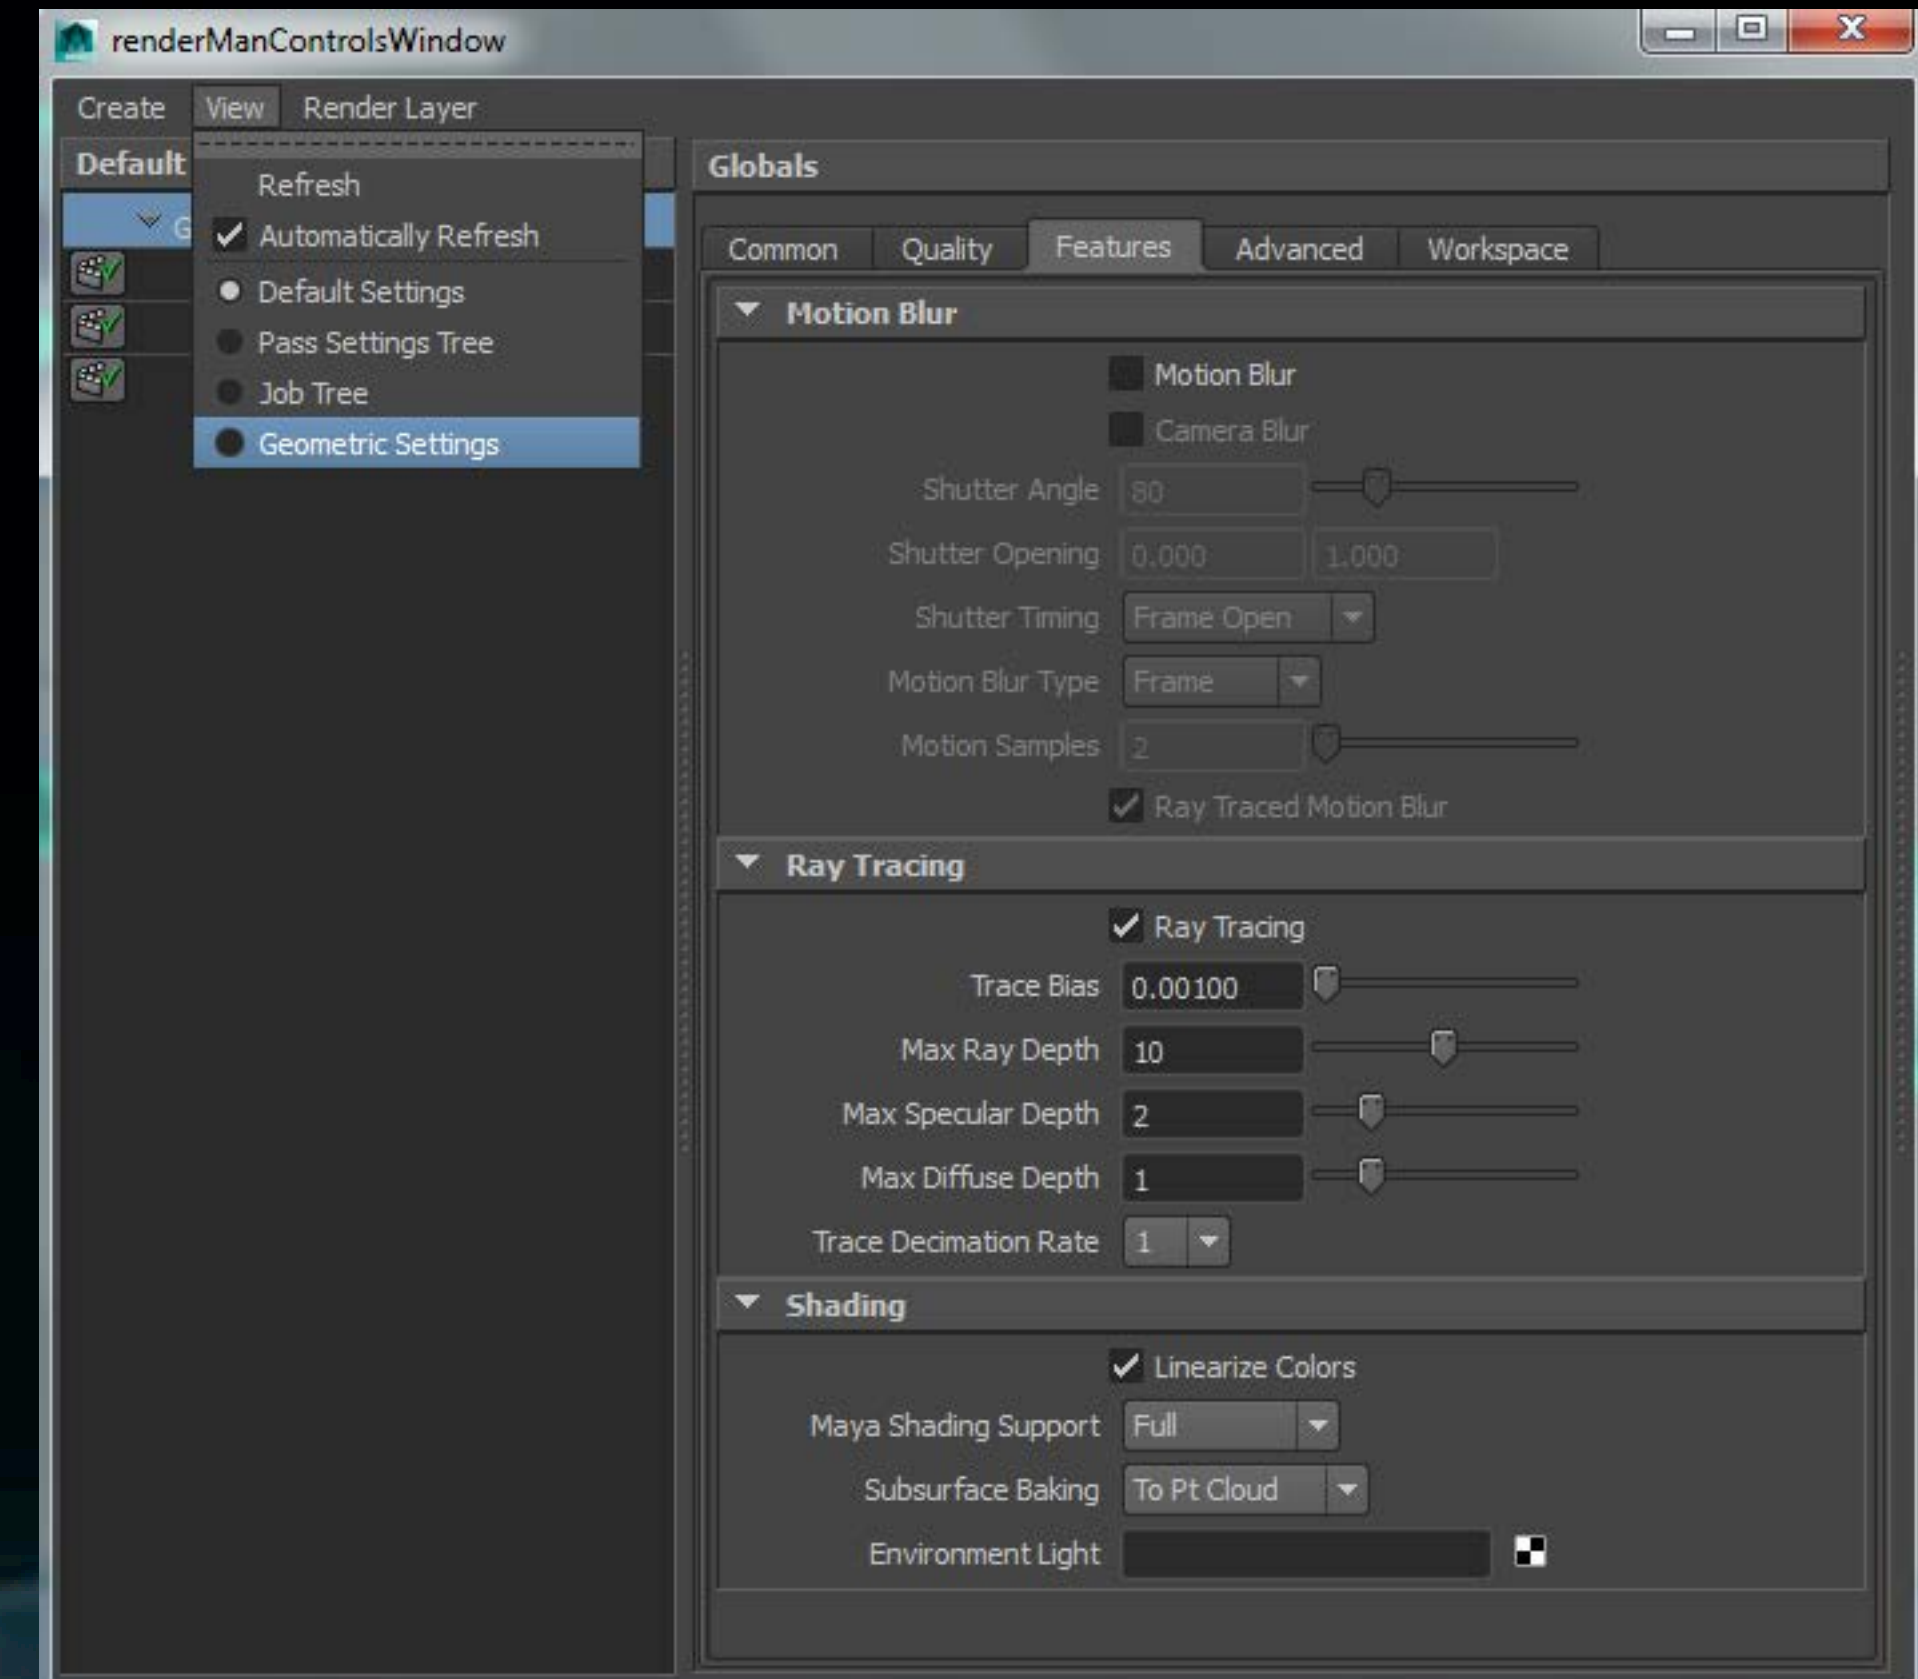 renderManControlsWindow
Create View Render Layer
Default
Refresh
Automatically Refresh
Default Settings
Pass Settings Tree
Job Tree
Geometric Settings
G
Globals
Common Quality Features Advanced Workspace
Motion Blur
Motion Blur
Camera Blur
Shutter Angle 80
Shutter Opening 0.000 1.000
Shutter Timing Frame Open
Motion Blur Type Frame
Motion Samples 2
Ray Traced Motion Blur
Ray Tracing
Ray Tracing
Trace Bias 0.00100
Max Ray Depth 10
Max Specular Depth 2
Max Diffuse Depth 1
Trace Decimation Rate 1
Shading
Linearize Colors
Maya Shading Support Full
Subsurface Baking To Pt Cloud
Environment Light